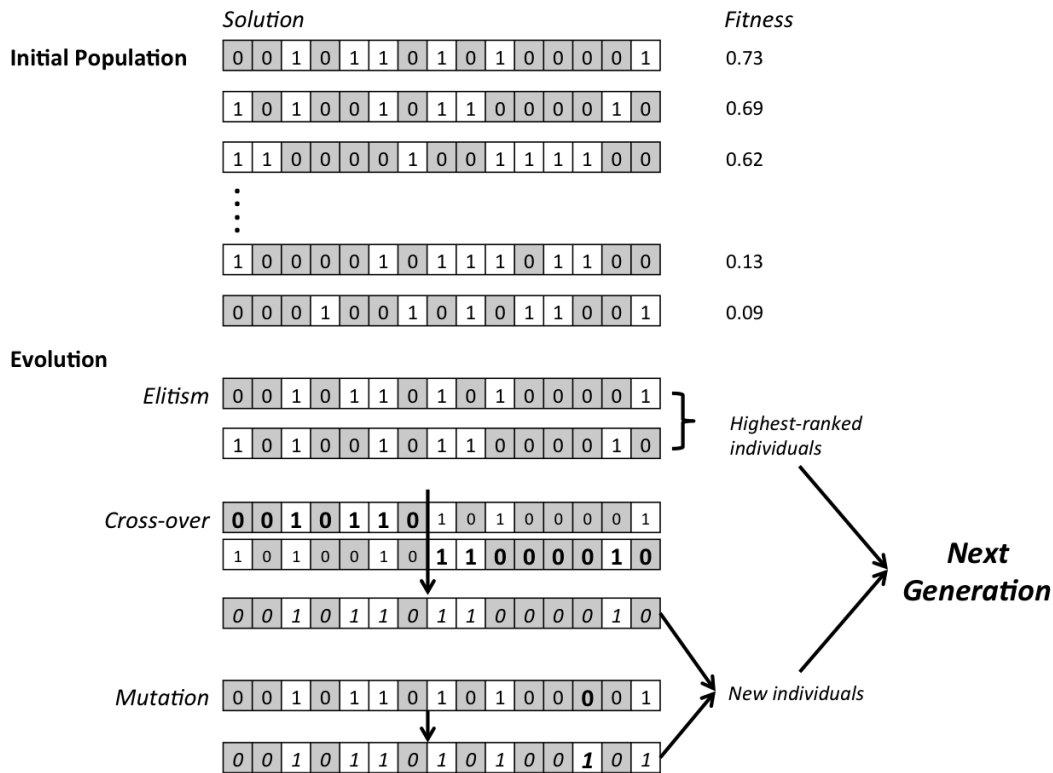 Solution Fitness
Initial Population 0 0 1 0 1 1 0 1 0 1 0 0 0 0 1 0.73
1 0 1 0 0 1 0 1 1 0 0 0 0 1 0 0.69
1 1 0 0 0 0 1 0 0 1 1 1 1 0 0 0.62
1 0 0 0 0 1 0 1 1 1 0 1 1 0 0 0.13
0 0 0 1 0 0 1 0 1 0 1 1 0 0 1 0.09
Evolution
Elitism 0 0 1 0 1 1 0 1 0 1 0 0 0 0 1
1 0 1 0 0 1 0 1 1 0 0 0 0 1 0
Highest-ranked
individuals
Cross-over 0 0 1 0 1 1 0 1 0 1 0 0 0 0 1
1 0 1 0 0 1 0 1 1 0 0 0 0 1 0
0 0 1 0 1 1 0 1 1 0 0 0 0 1 0
Next
Generation
Mutation 0 0 1 0 1 1 0 1 0 1 0 0 0 0 1
0 0 1 0 1 1 0 1 0 1 0 0 1 0 1
New individuals